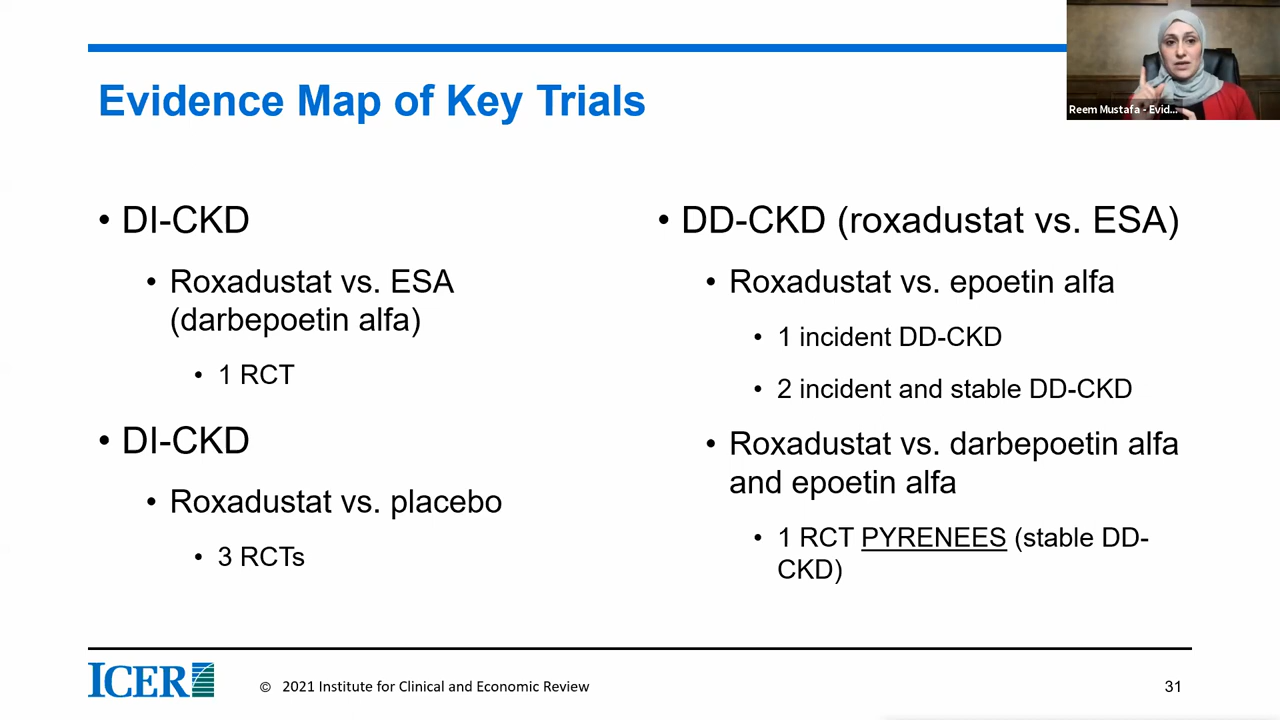 Evidence Map of Key Trials
Reem Mustafa - Evid...
• DI-CKD
• Roxadustat vs. ESA
(darbepoetin alfa)
• 1 RCT
• DI-CKD
• Roxadustat vs. placebo
• 3 RCTs
• DD-CKD (roxadustat vs. ESA)
• Roxadustat vs. epoetin alfa
• 1 incident DD-CKD
• 2 incident and stable DD-CKD
• Roxadustat vs. darbepoetin alfa
and epoetin alfa
• 1 RCT PYRENEES (stable DD-
CKD)
ICER
© 2021 Institute for Clinical and Economic Review
31